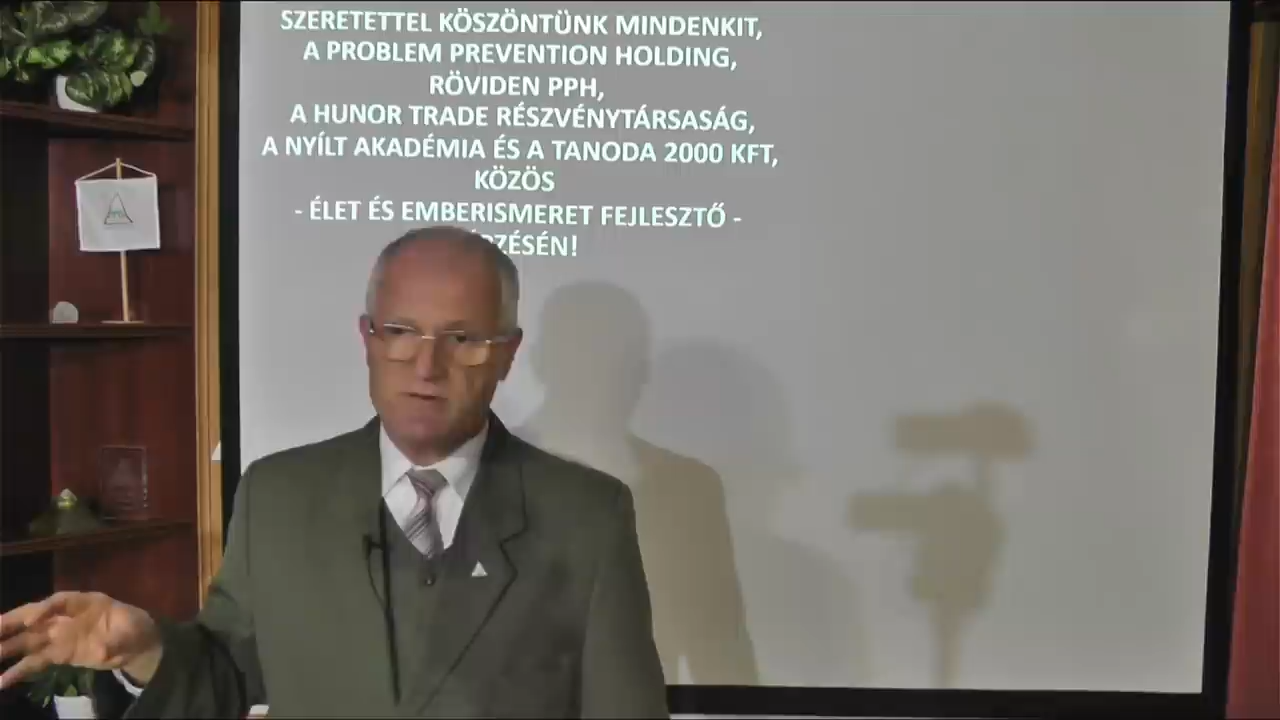 SZERETETTEL KÖSZÖNTÜNK MINDENKIT,
A PROBLEM PREVENTION HOLDING,
RÖVIDEN PPH,
A HUNOR TRADE RÉSZVÉNYTÁRSASÁG,
A NYÍLT AKADÉMIA ÉS A TANODA 2000 KFT,
KÖZÖS
- ÉLET ÉS EMBERISMERET FEJLESZTŐ -